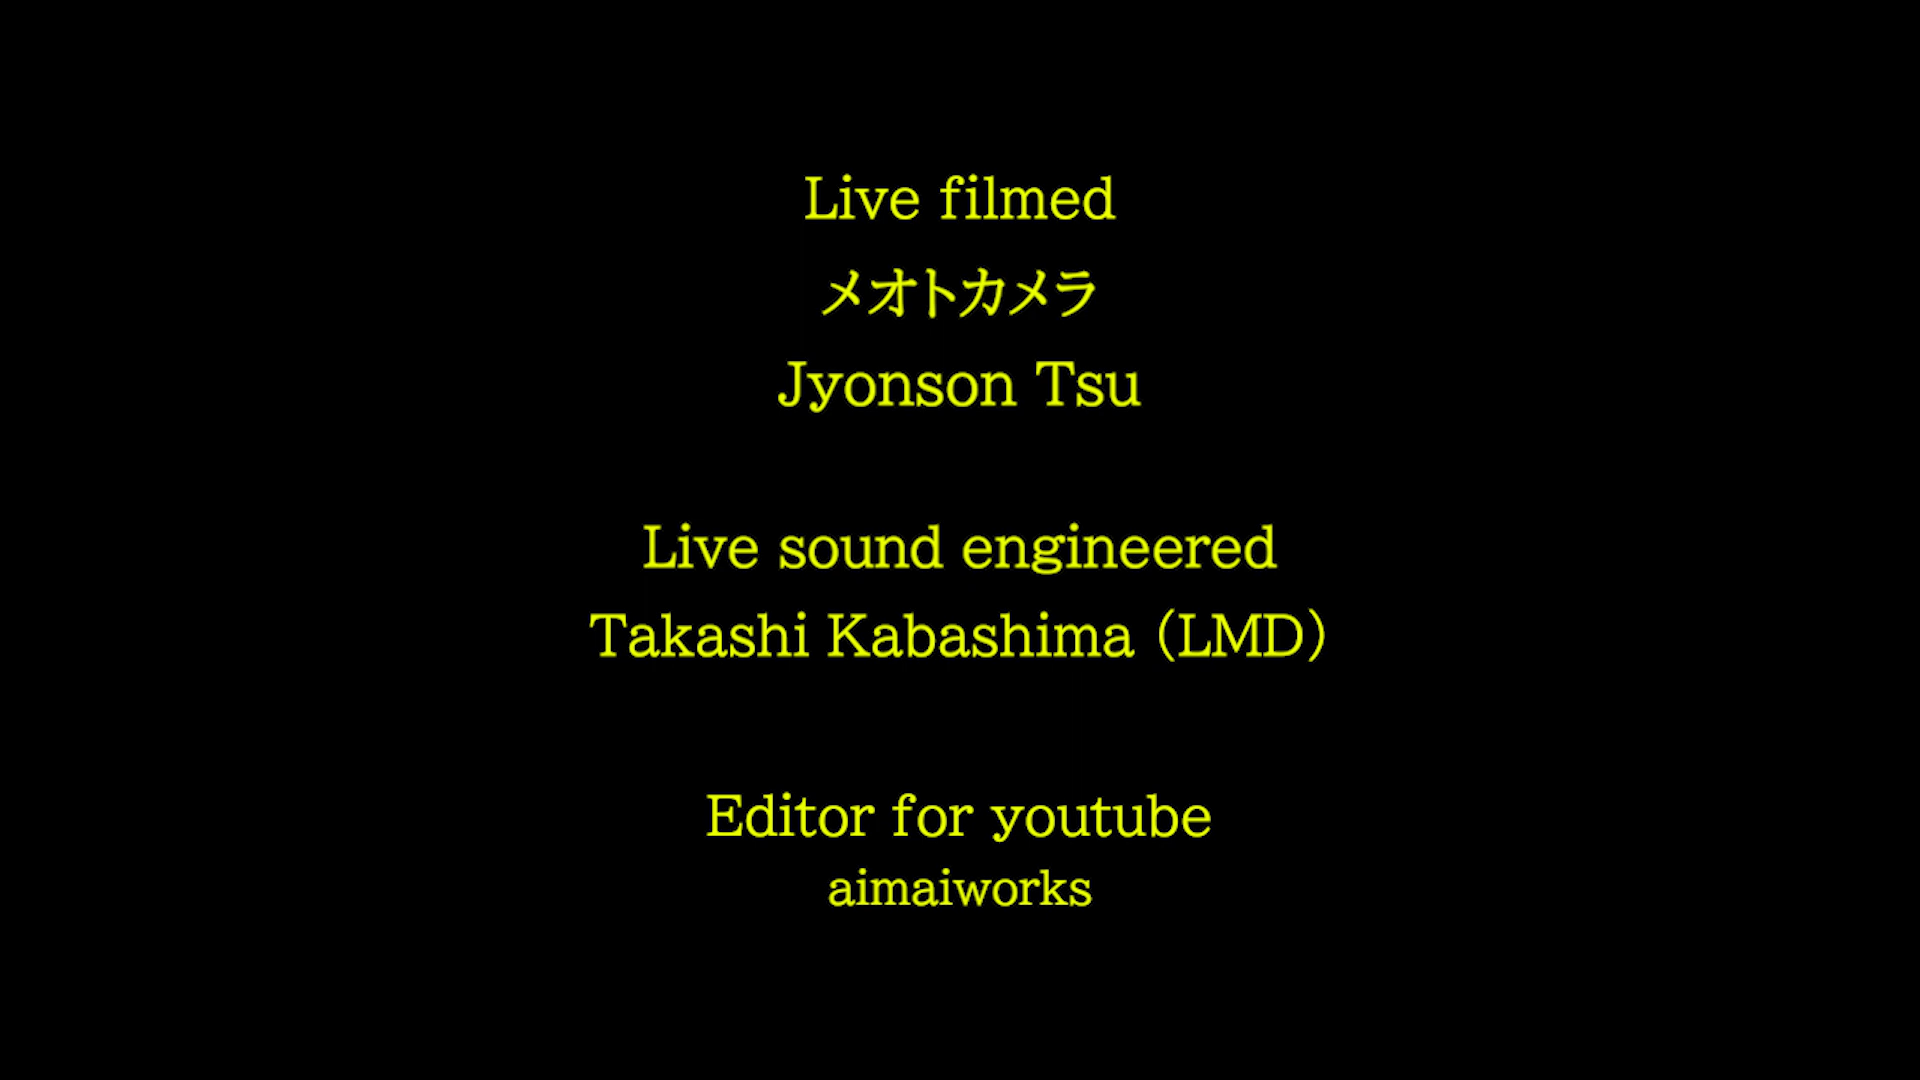 Live filmed
メオトカメラ
Jyonson Tsu
Live sound engineered
Takashi Kabashima (LMD)
Editor for youtube
aimaiworks